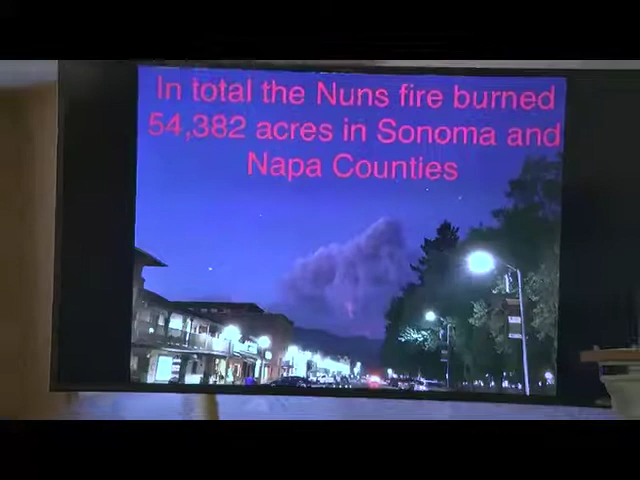 In total the Nuns fire burned
54,382 acres in Sonoma and
Napa Counties